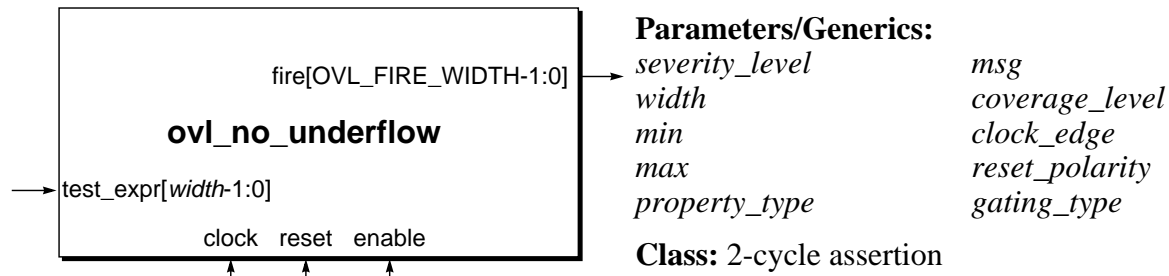 fire[OVL_FIRE_WIDTH-1:0]
ovl_no_underflow
test_expr[width-1:0]
clock reset enable
Parameters/Generics:
severity_level msg
width coverage_level
min clock_edge
max reset_polarity
property_type gating_type
Class: 2-cycle assertion